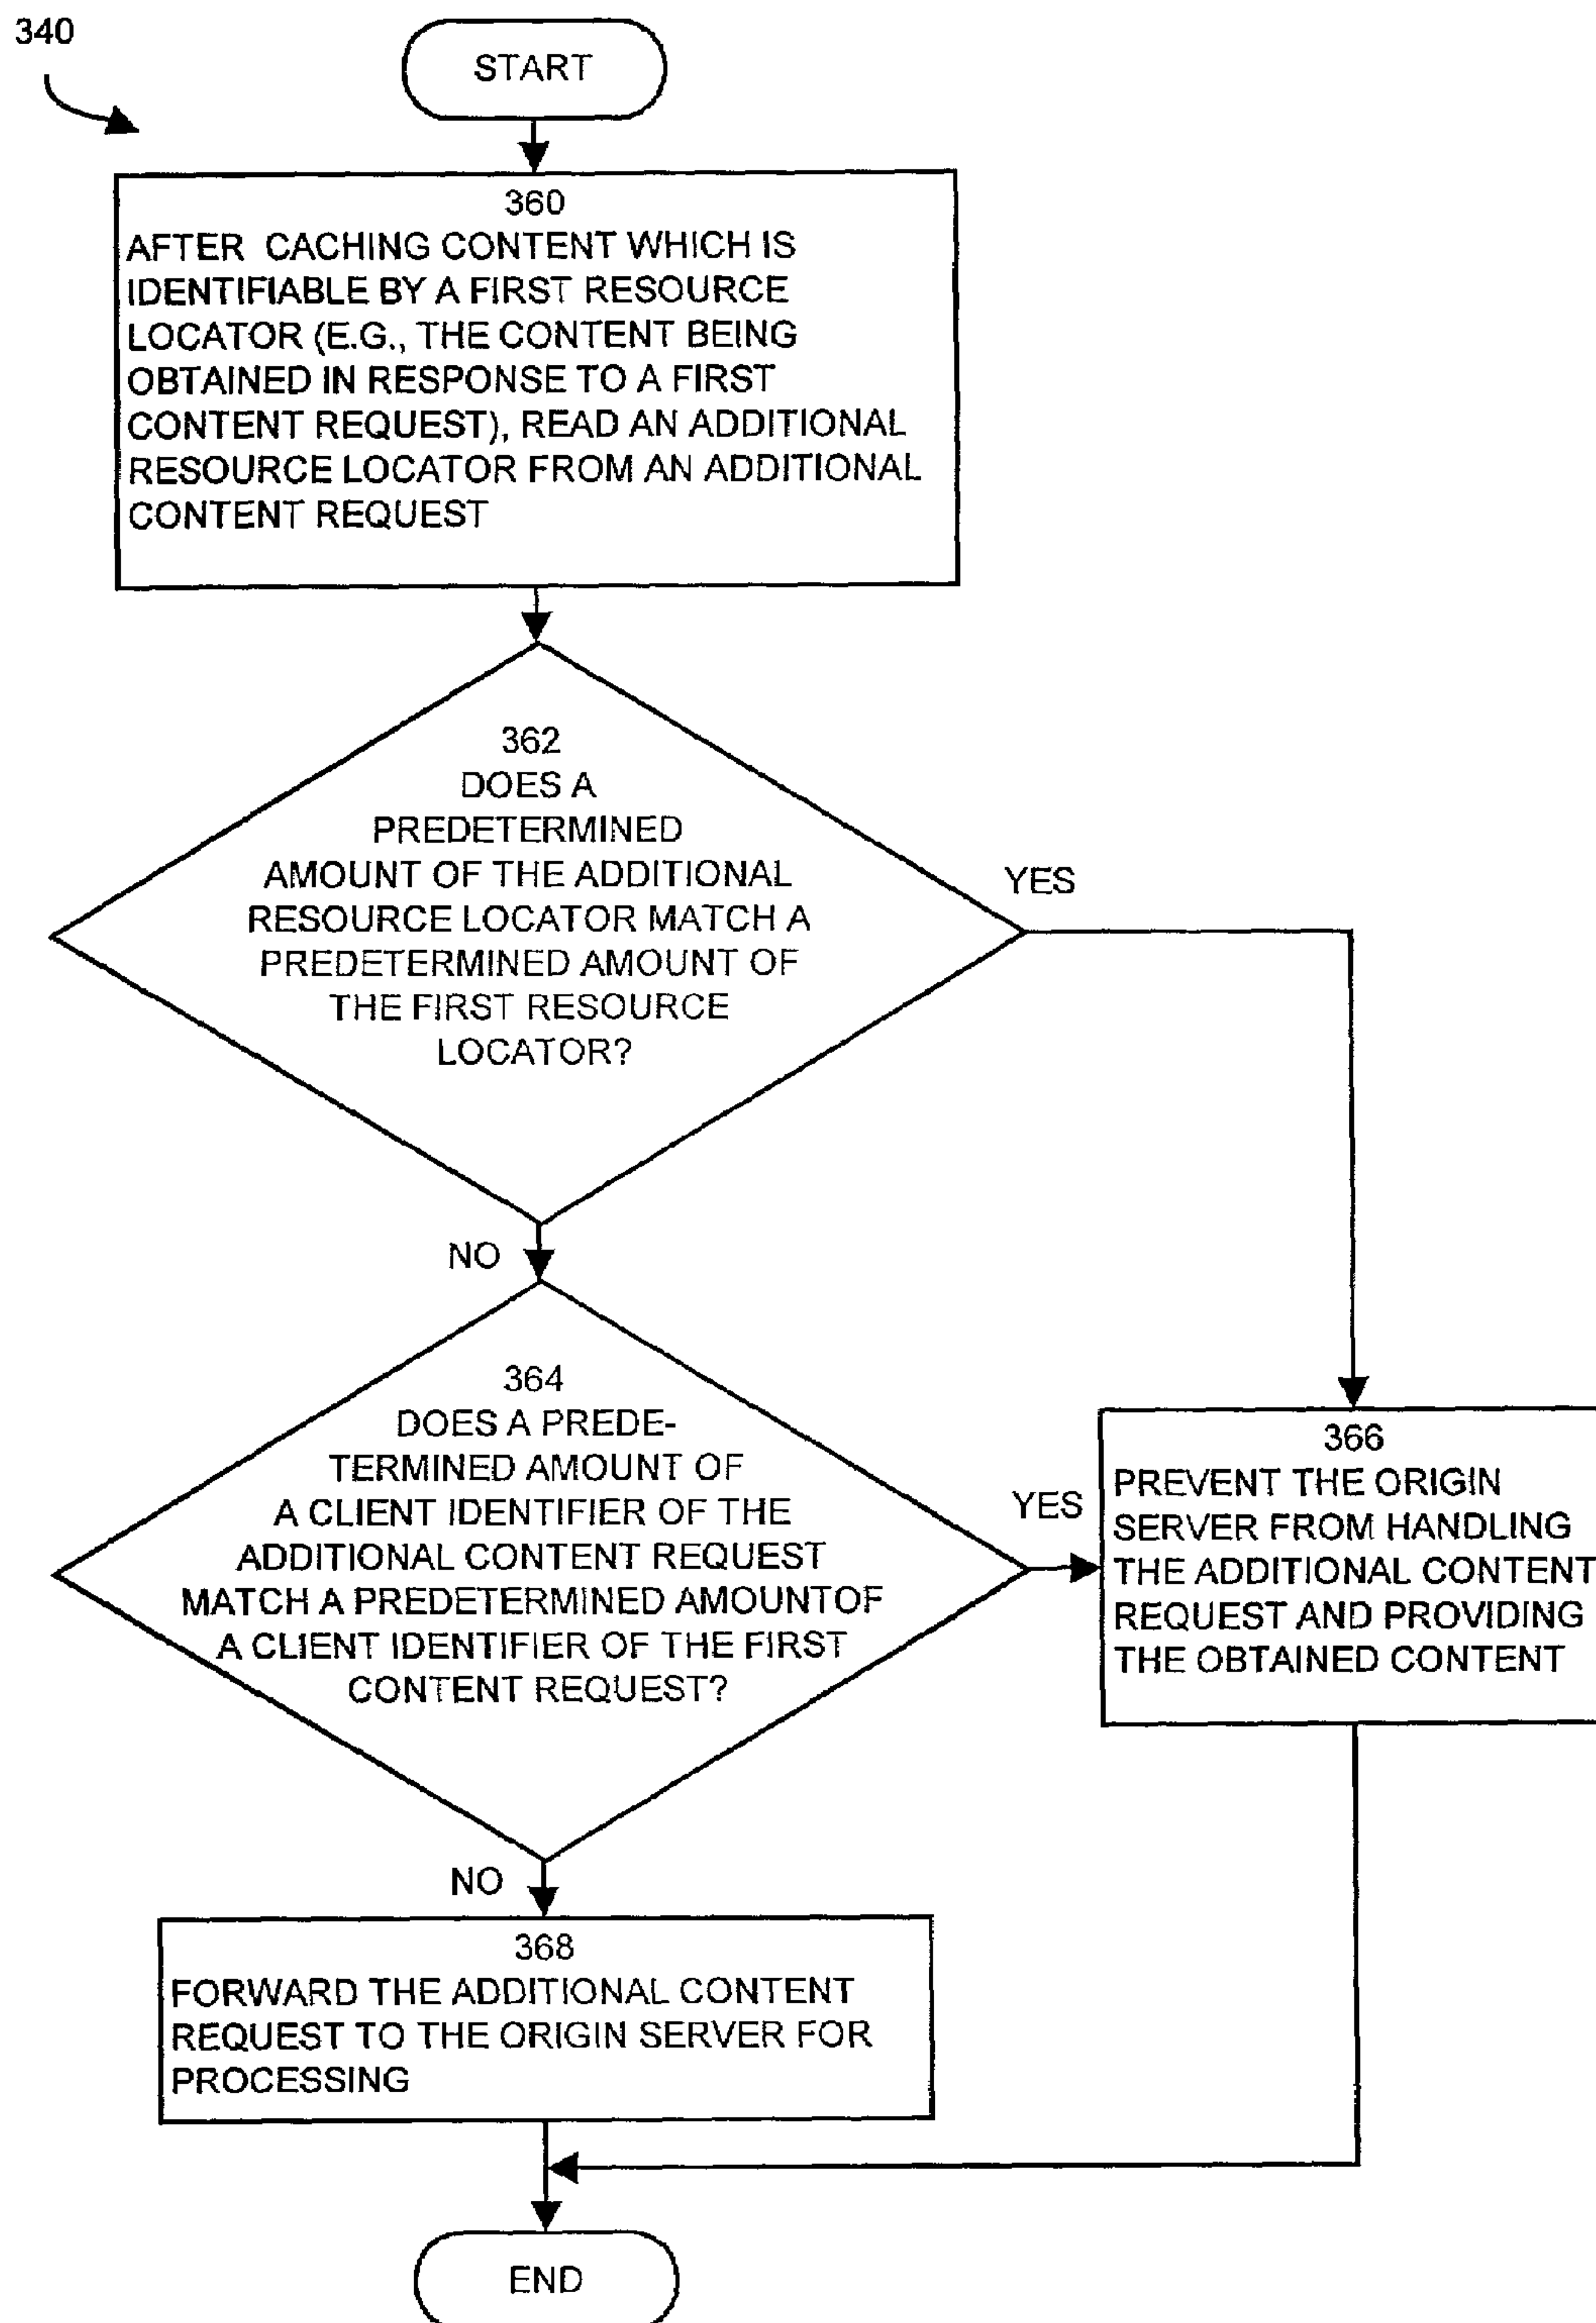 340
START
360
AFTER CACHING CONTENT WHICH IS
IDENTIFIABLE BY A FIRST RESOURCE
LOCATOR (E.G., THE CONTENT BEING
OBTAINED IN RESPONSE TO A FIRST
CONTENT REQUEST), READ AN ADDITIONAL
RESOURCE LOCATOR FROM AN ADDITIONAL
CONTENT REQUEST
362
DOES A
PREDETERMINED
AMOUNT OF THE ADDITIONAL
RESOURCE LOCATOR MATCH A
PREDETERMINED AMOUNT OF
THE FIRST RESOURCE
LOCATOR?
YES
NO
364
DOES A PREDE-
TERMINED AMOUNT OF
A CLIENT IDENTIFIER OF THE
ADDITIONAL CONTENT REQUEST
MATCH A PREDETERMINED AMOUNTOF
A CLIENT IDENTIFIER OF THE FIRST
CONTENT REQUEST?
YES
366
PREVENT THE ORIGIN
SERVER FROM HANDLING
THE ADDITIONAL CONTENT
REQUEST AND PROVIDING
THE OBTAINED CONTENT
NO
368
FORWARD THE ADDITIONAL CONTENT
REQUEST TO THE ORIGIN SERVER FOR
PROCESSING
END